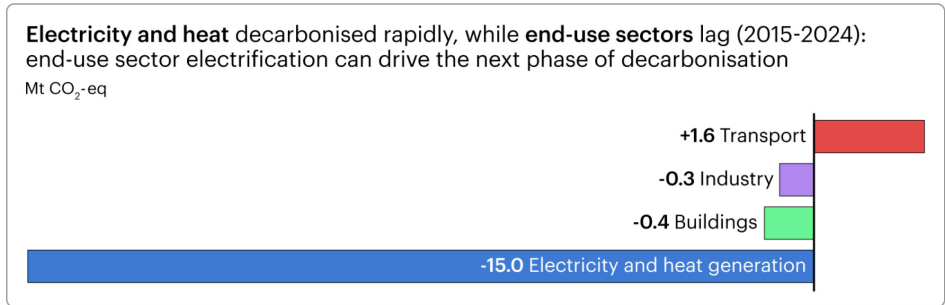 Electricity and heat decarbonised rapidly, while end-use sectors lag (2015-2024):
end-use sector electrification can drive the next phase of decarbonisation
Mt CO₂-eq
+1.6 Transport
-0.3 Industry
-0.4 Buildings
-15.0 Electricity and heat generation